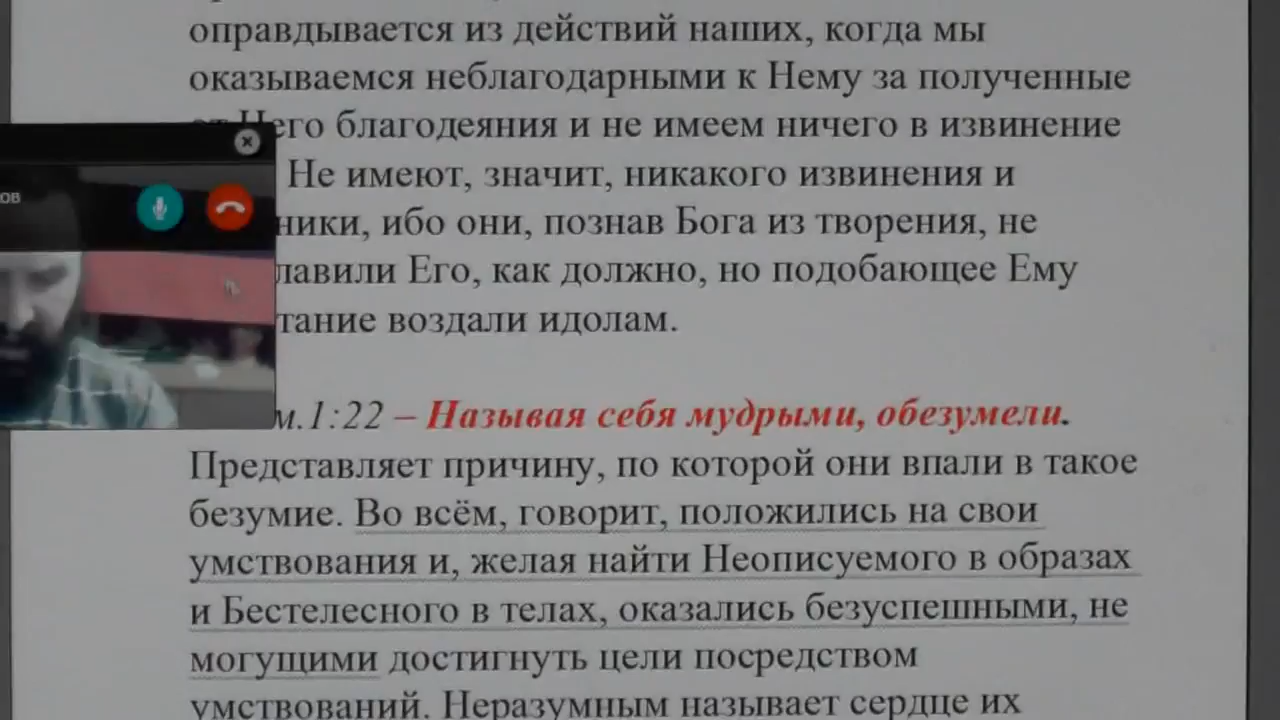 оправдывается из действий наших, когда мы
оказываемся неблагодарными к Нему за полученные
от Него благодеяния и не имеем ничего в извинение
Не имеют, значит, никакого извинения и
ники, ибо они, познав Бога из творения, не
лавили Его, как должно, но подобающее Ему
тание воздали идолам.
ов
м.1:22 – Называя себя мудрыми, обезумели.
Представляет причину, по которой они впали в такое
безумие. Во всём, говорит, положились на свои
умствования и, желая найти Неописуемого в образах
и Бестелесного в телах, оказались безуспешными, не
могущими достигнуть цели посредством
умствований. Неразумным называет сердце их